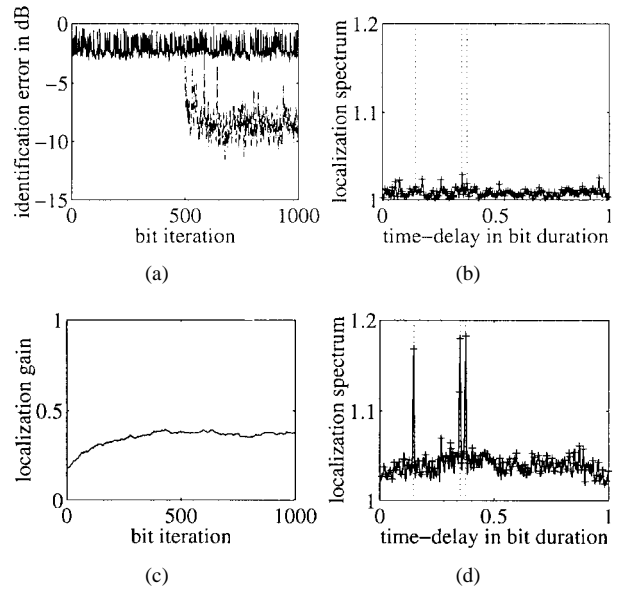 identification error in dB
0
−5
−10
−15
0 500 1000
bit iteration
(a)
localization spectrum
1.2
1.1
1
0 0.5 1
time−delay in bit duration
(b)
localization gain
1
0.5
0
0 500 1000
bit iteration
(c)
localization spectrum
1.2
1.1
1
0 0.5 1
time−delay in bit duration
(d)